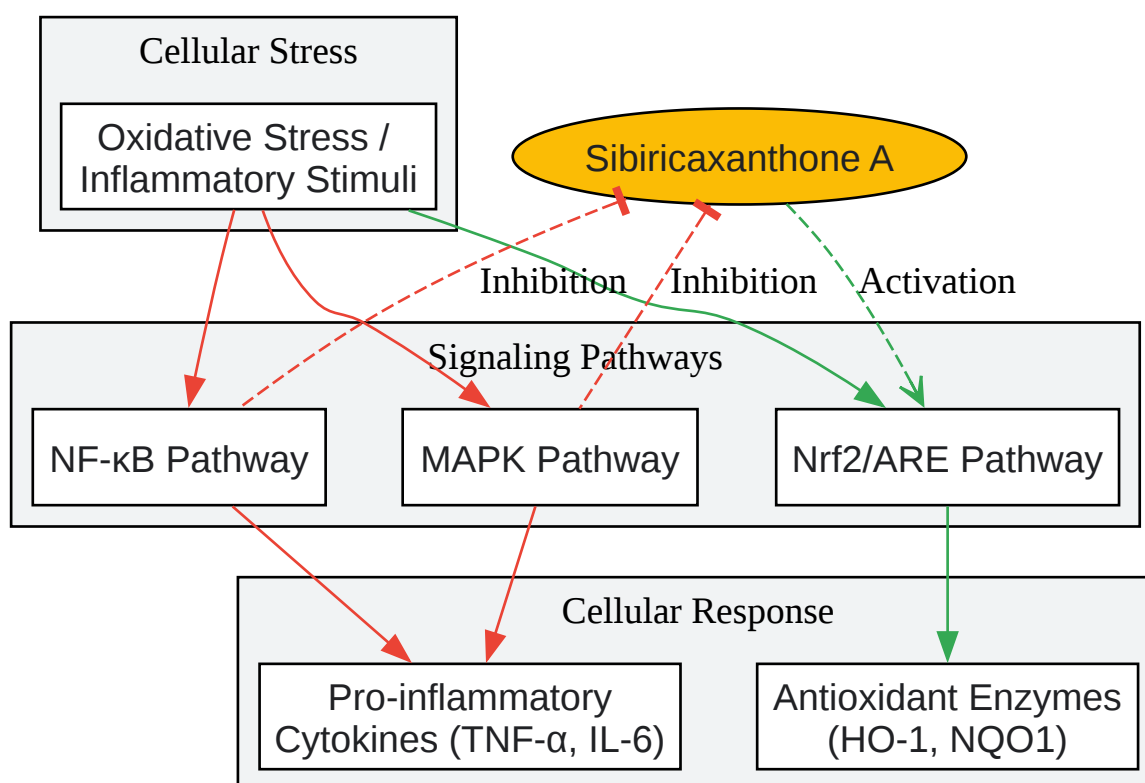 Cellular Stress
Oxidative Stress /
Inflammatory Stimuli
Sibiricaxanthone A
Inhibition
Inhibition
Activation
Signaling Pathways
NF-κB Pathway
MAPK Pathway
Nrf2/ARE Pathway
Cellular Response
Pro-inflammatory
Cytokines (TNF-α, IL-6)
Antioxidant Enzymes
(HO-1, NQO1)